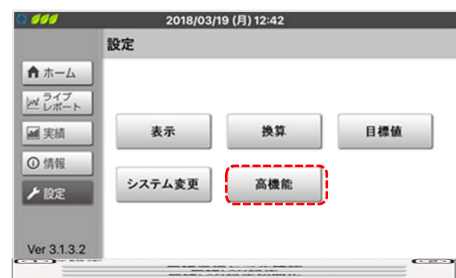 2018/03/19 (月) 12:42
設定
ホーム
ライブ
レポート
実績
情報
設定
表示
換算
目標値
システム変更
高機能
Ver 3.1.3.2